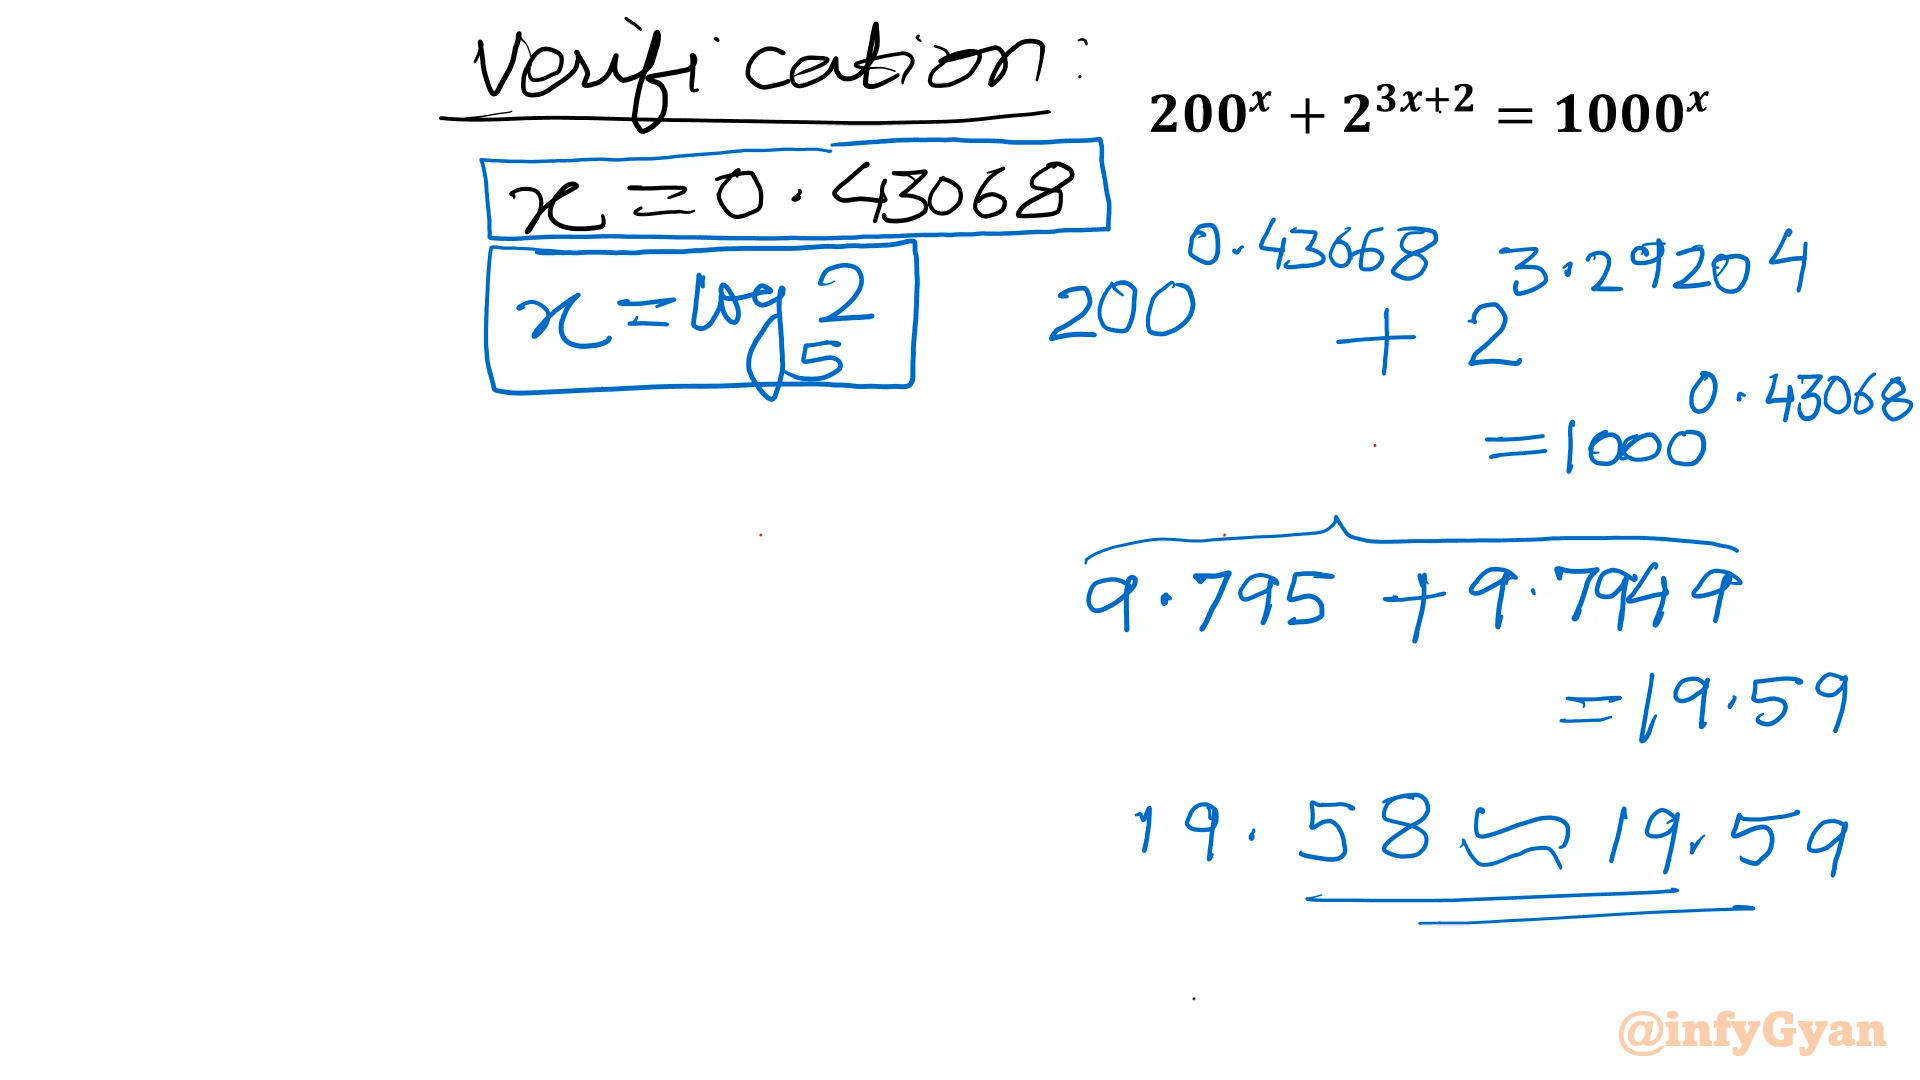 Verification:
200^x + 2^{3x+2} = 1000^x
x = 0.43068
x = log_5 2
200^{0.43068} + 2^{3.29204}
= 1000^{0.43068}
9.795 + 9.7949
= 19.59
19.58 ≈ 19.59
@infyGyan